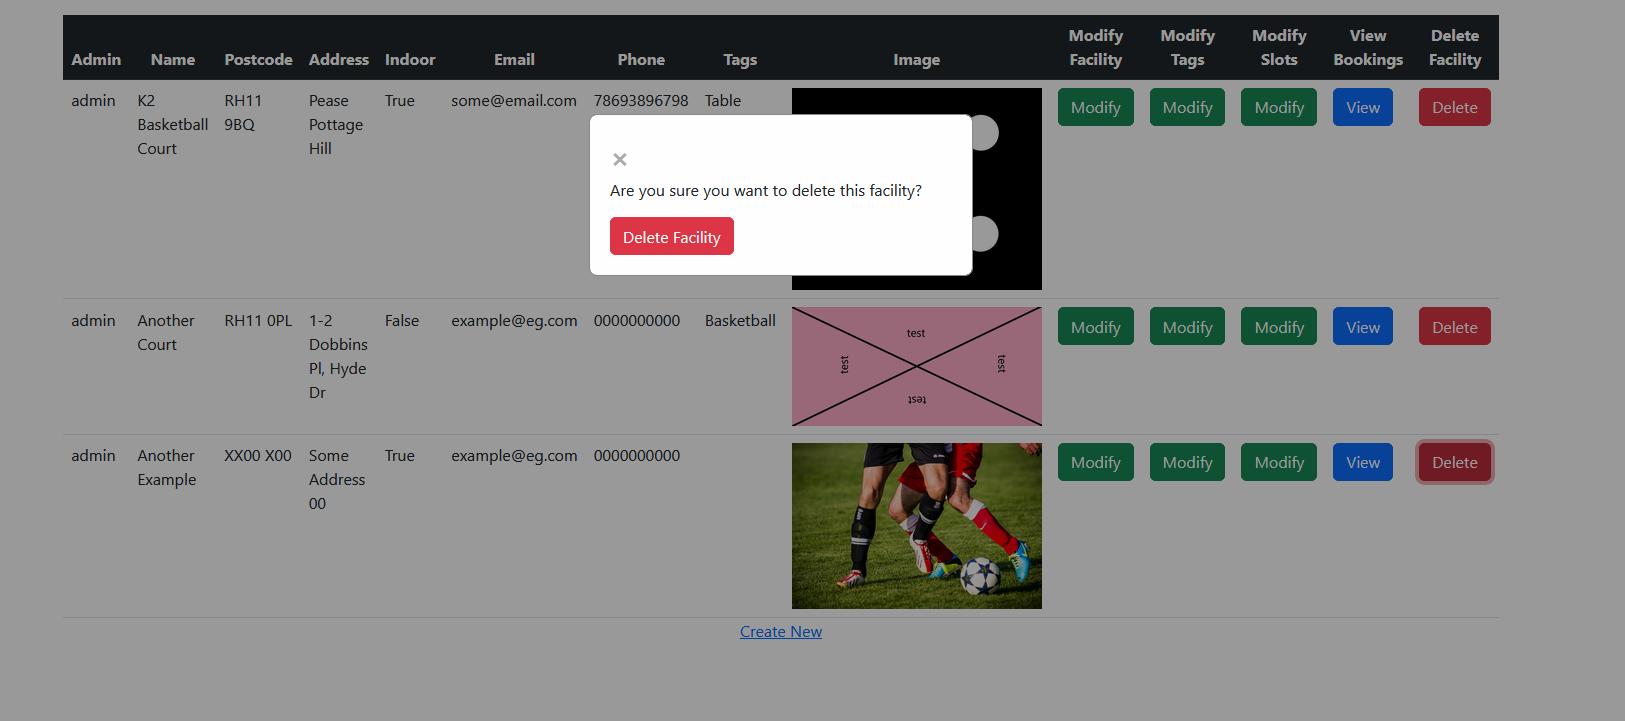 Admin Name Postcode Address Indoor Email Phone Tags Image Modify Facility Modify Tags Modify Slots View Bookings Delete Facility
admin K2 Basketball Court RH11 9BQ Pease Pottage Hill True some@email.com 78693896798 Table Modify Modify Modify View Delete
×
Are you sure you want to delete this facility?
Delete Facility
admin Another Court RH11 0PL 1-2 Dobbins Pl, Hyde Dr False example@eg.com 0000000000 Basketball Modify Modify Modify View Delete
test
test
test
test
admin Another Example XX00 X00 Some Address 00 True example@eg.com 0000000000 Modify Modify Modify View Delete
Create New